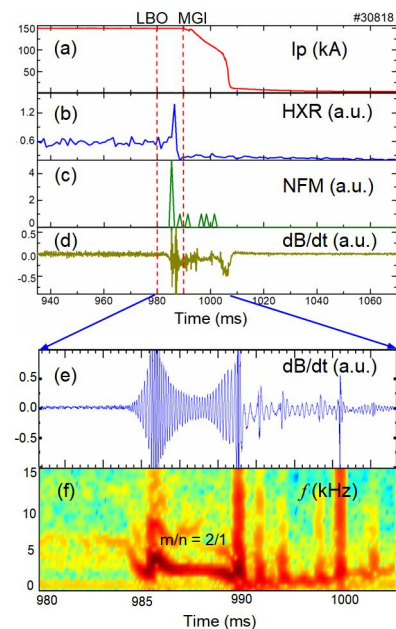 LBO MGI #30818
150 (a) Ip (kA)
100
50
(b) HXR (a.u.)
1.2
0.6
(c) NFM (a.u.)
4
2
0
0.5 (d) dB/dt (a.u.)
0.0
-0.5
940 960 980 1000 1020 1040 1060
Time (ms)
(e) dB/dt (a.u.)
0.5
0.0
-0.5
15 (f) f (kHz)
10
5 m/n = 2/1
0
980 985 990 995 1000
Time (ms)